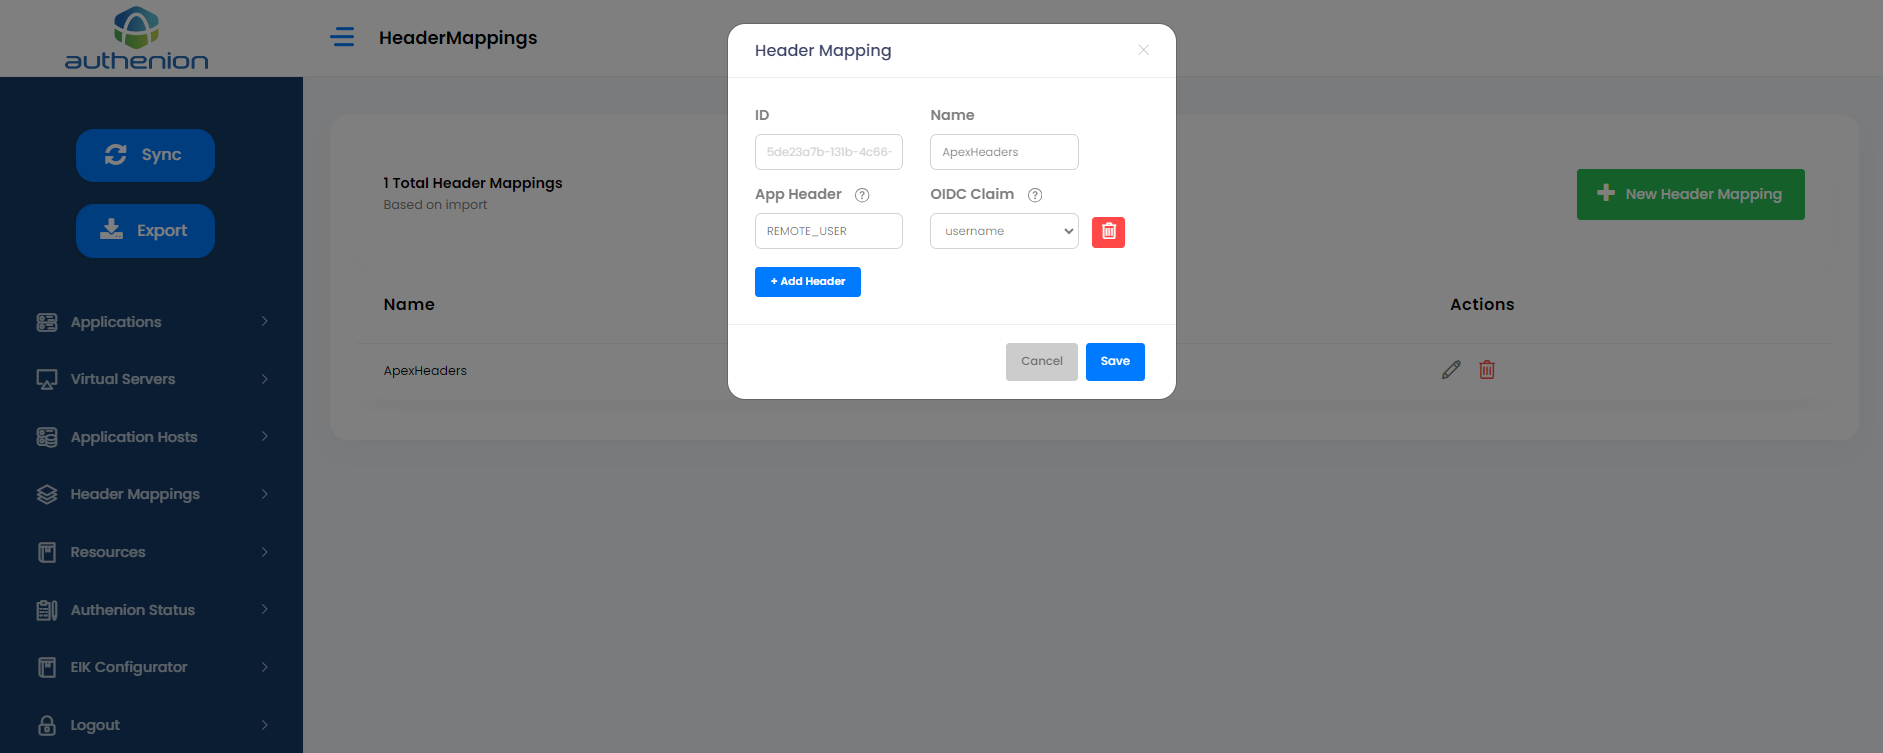 authenion
HeaderMappings
Sync
Export
Applications
Virtual Servers
Application Hosts
Header Mappings
Resources
Authenion Status
EIK Configurator
Logout
1 Total Header Mappings
Based on import
New Header Mapping
Name
Actions
ApexHeaders
Header Mapping
ID
Name
5de23a7b-131b-4c66-
ApexHeaders
App Header ?
OIDC Claim ?
REMOTE_USER
username
+ Add Header
Cancel
Save